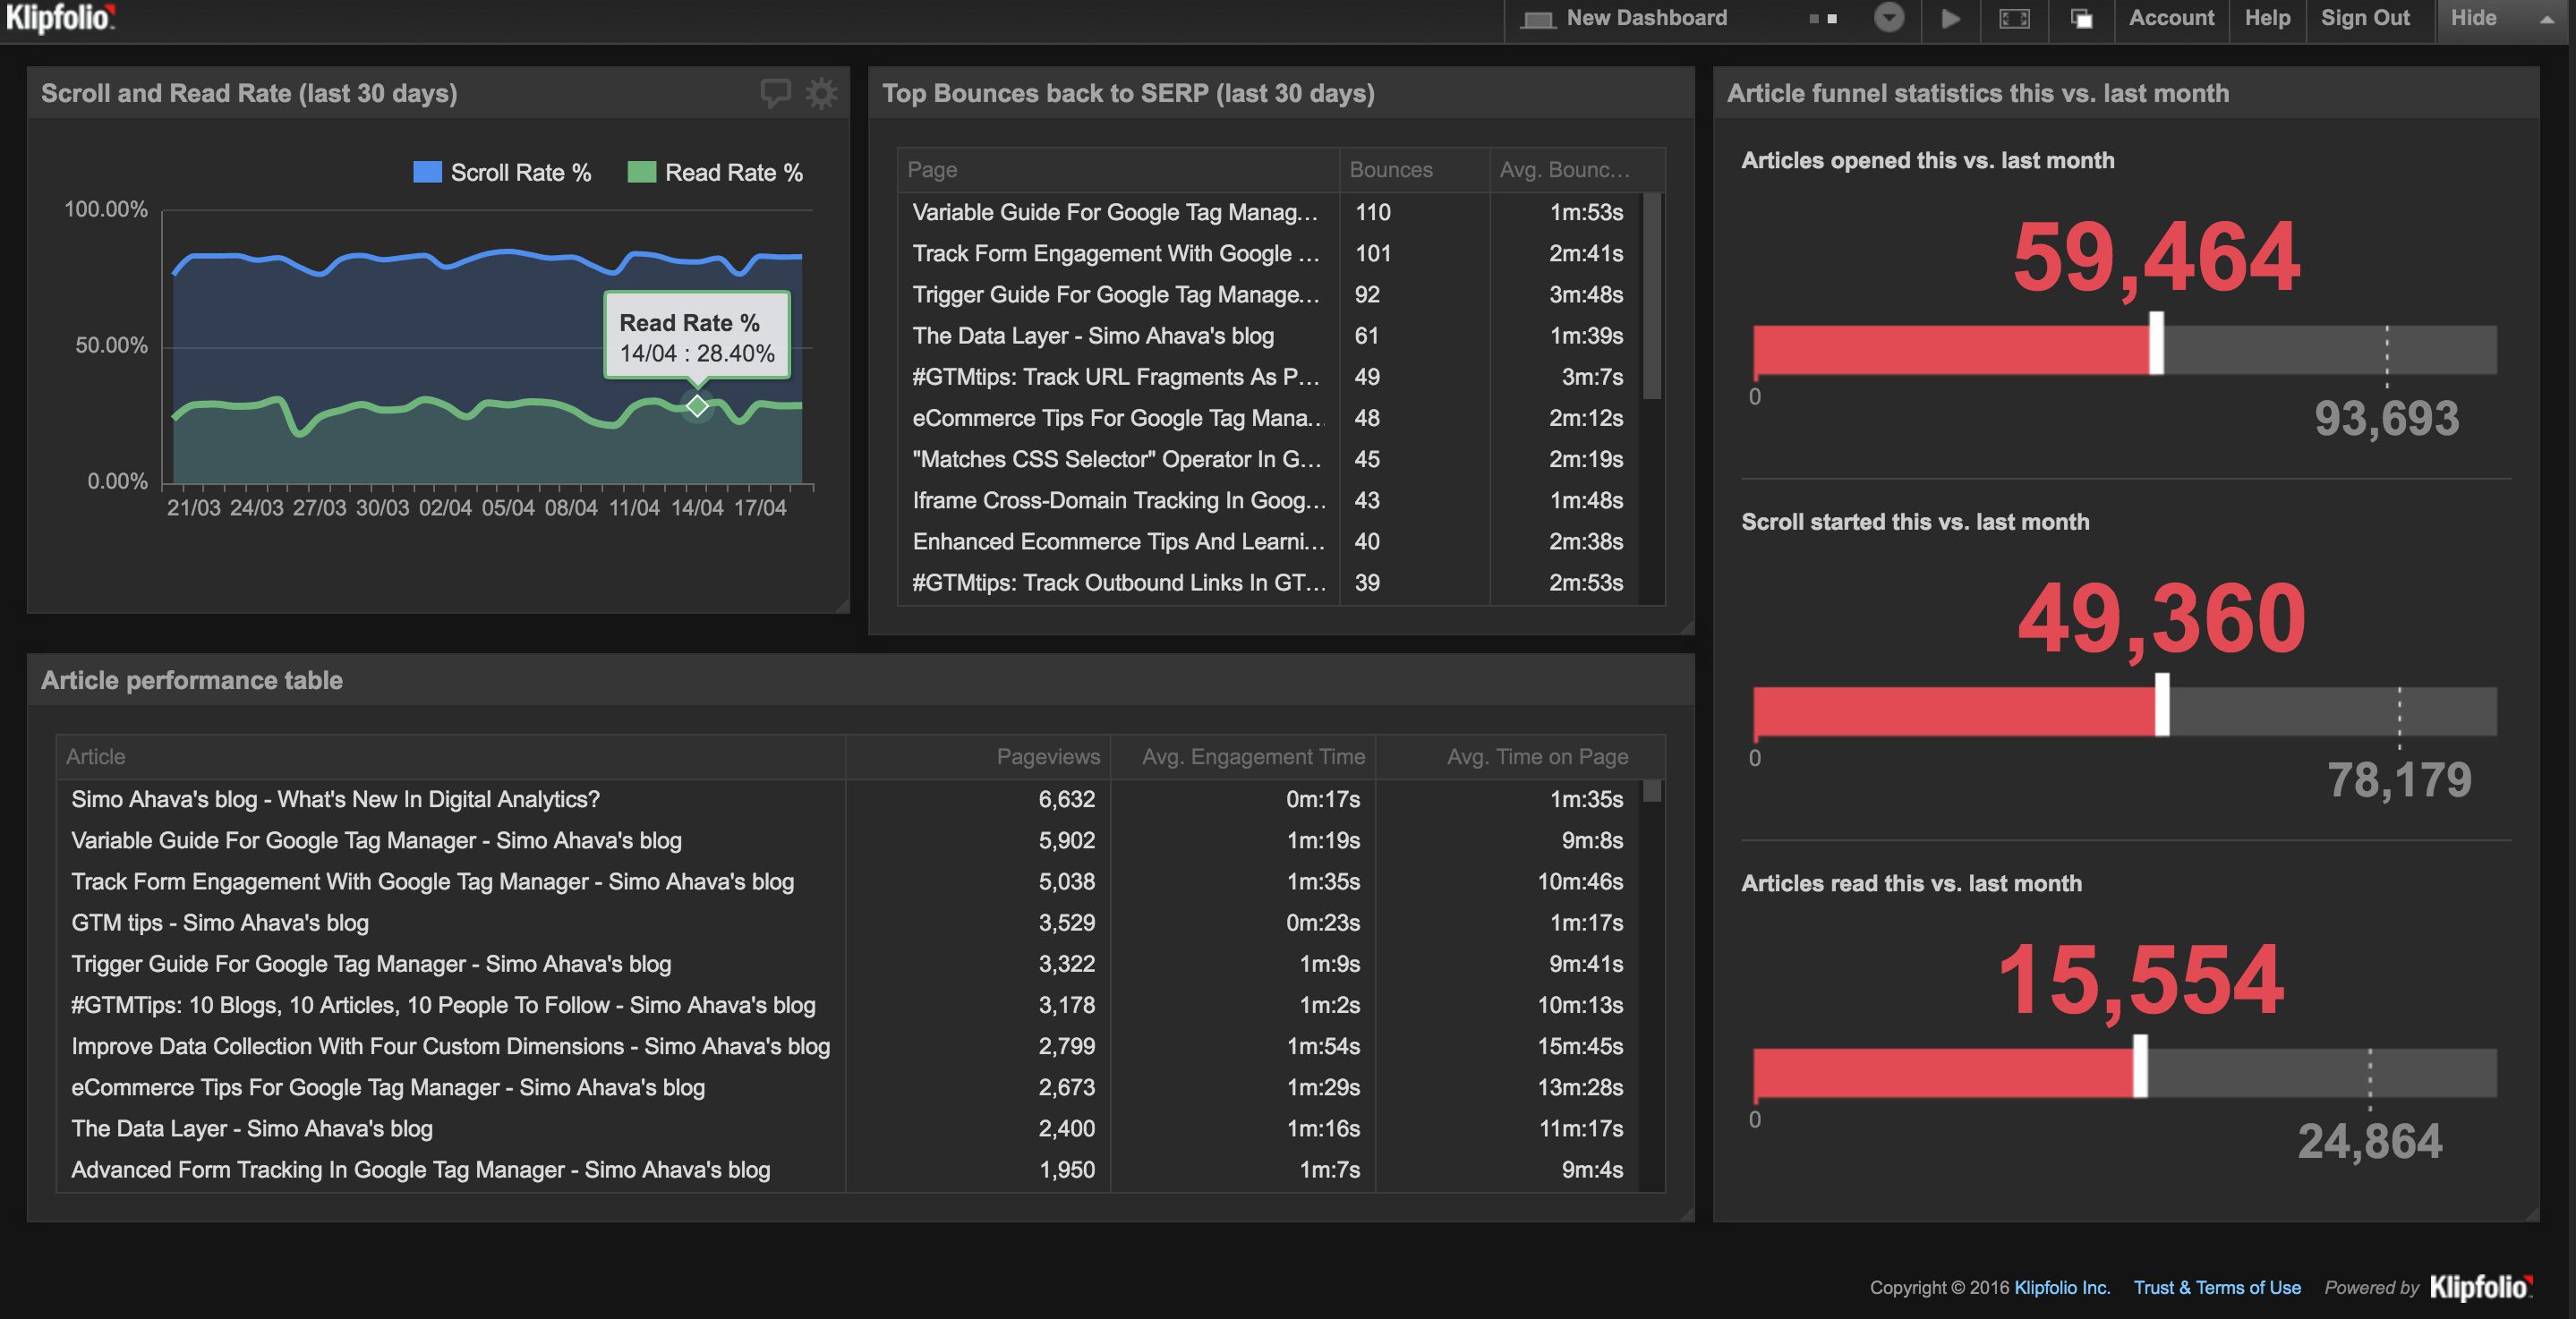 Klipfolio
New Dashboard
Account
Help
Sign Out
Hide
Scroll and Read Rate (last 30 days)
Scroll Rate %
Read Rate %
100.00%
50.00%
0.00%
Read Rate %
14/04 : 28.40%
21/03 24/03 27/03 30/03 02/04 05/04 08/04 11/04 14/04 17/04
Top Bounces back to SERP (last 30 days)
Page Bounces Avg. Bounc...
Variable Guide For Google Tag Manag... 110 1m:53s
Track Form Engagement With Google ... 101 2m:41s
Trigger Guide For Google Tag Manage... 92 3m:48s
The Data Layer - Simo Ahava's blog 61 1m:39s
#GTMtips: Track URL Fragments As P... 49 3m:7s
eCommerce Tips For Google Tag Mana... 48 2m:12s
"Matches CSS Selector" Operator In G... 45 2m:19s
Iframe Cross-Domain Tracking In Goog... 43 1m:48s
Enhanced Ecommerce Tips And Learni... 40 2m:38s
#GTMtips: Track Outbound Links In GT... 39 2m:53s
Article performance table
Article Pageviews Avg. Engagement Time Avg. Time on Page
Simo Ahava's blog - What's New In Digital Analytics? 6,632 0m:17s 1m:35s
Variable Guide For Google Tag Manager - Simo Ahava's blog 5,902 1m:19s 9m:8s
Track Form Engagement With Google Tag Manager - Simo Ahava's blog 5,038 1m:35s 10m:46s
GTM tips - Simo Ahava's blog 3,529 0m:23s 1m:17s
Trigger Guide For Google Tag Manager - Simo Ahava's blog 3,322 1m:9s 9m:41s
#GTMTips: 10 Blogs, 10 Articles, 10 People To Follow - Simo Ahava's blog 3,178 1m:2s 10m:13s
Improve Data Collection With Four Custom Dimensions - Simo Ahava's blog 2,799 1m:54s 15m:45s
eCommerce Tips For Google Tag Manager - Simo Ahava's blog 2,673 1m:29s 13m:28s
The Data Layer - Simo Ahava's blog 2,400 1m:16s 11m:17s
Advanced Form Tracking In Google Tag Manager - Simo Ahava's blog 1,950 1m:7s 9m:4s
Article funnel statistics this vs. last month
Articles opened this vs. last month
59,464
0
93,693
Scroll started this vs. last month
49,360
0
78,179
Articles read this vs. last month
15,554
0
24,864
Copyright © 2016 Klipfolio Inc. Trust & Terms of Use Powered by Klipfolio